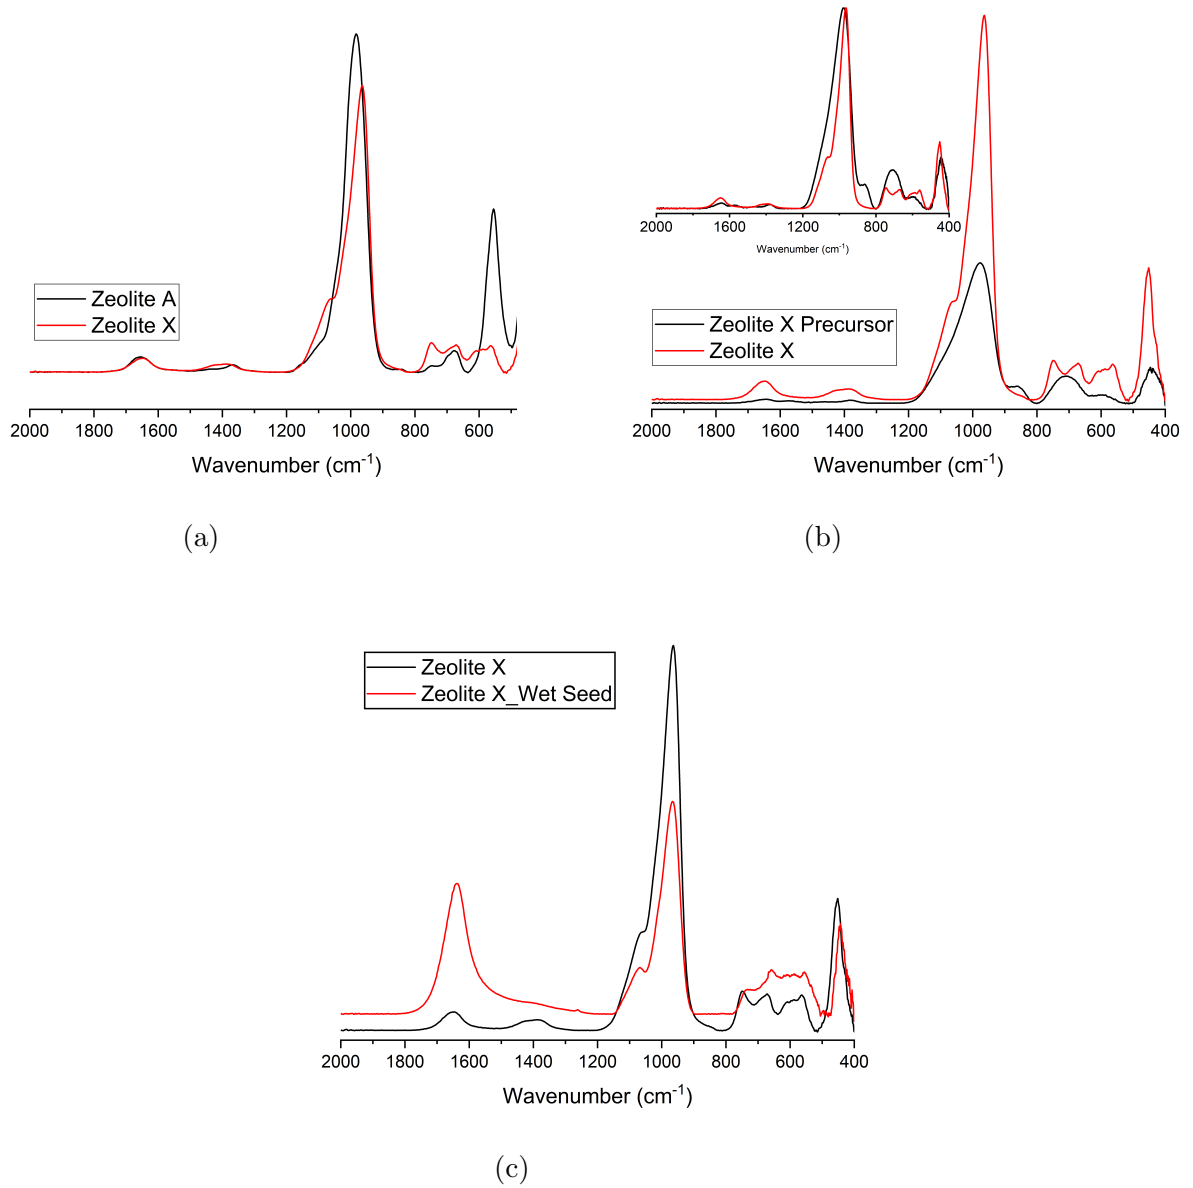 Zeolite A
Zeolite X
2000 1800 1600 1400 1200 1000 800 600
Wavenumber (cm-1)
(a)
2000 1600 1200 800 400
Wavenumber (cm-1)
Zeolite X Precursor
Zeolite X
2000 1800 1600 1400 1200 1000 800 600 400
Wavenumber (cm-1)
(b)
Zeolite X
Zeolite X_Wet Seed
2000 1800 1600 1400 1200 1000 800 600 400
Wavenumber (cm-1)
(c)